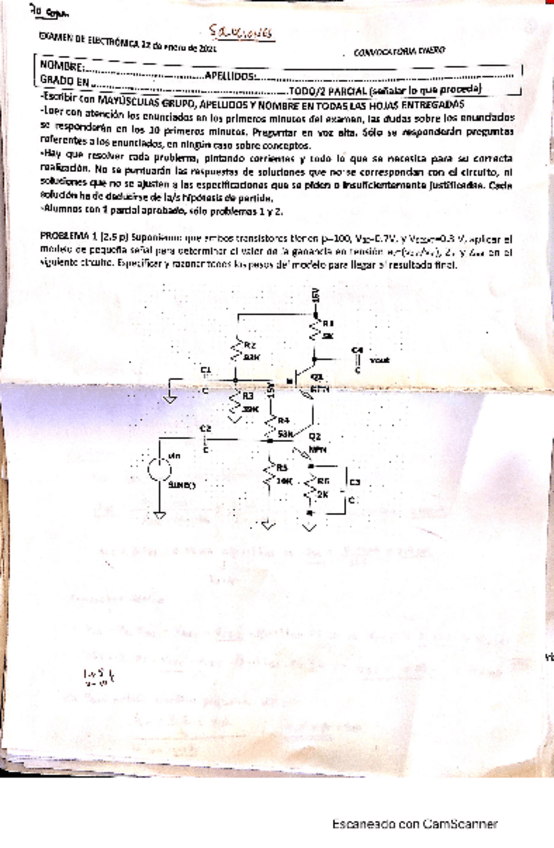 Soluciones
EXAMEN DE ELECTRÓNICA 22 de enero de 2021 CONVOCATORIA ENERO
NOMBRE:...............APELLIDOS:...............
GRADO EN...............TODO/2 PARCIAL (señalar lo que proceda)
-Escribir con MAYÚSCULAS GRUPO, APELLIDOS Y NOMBRE EN TODAS LAS HOJAS ENTREGADAS
-Leer con atención los enunciados en los primeros minutos del examen, las dudas sobre los enunciados
se responderán en los 10 primeros minutos. Preguntar en voz alta. Sólo se responderán preguntas
referentes a los enunciados, en ningún caso sobre conceptos.
-Hay que resolver cada problema, pintando corrientes y todo lo que se necesita para su correcta
realización. No se puntuarán las respuestas de soluciones que no se correspondan con el circuito, ni
soluciones que no se ajusten a las especificaciones que se piden o insuficientemente justificadas. Cada
solución ha de deducirse de la/s hipótesis de partida.
-Alumnos con 1 parcial aprobado, sólo problemas 1 y 2.
PROBLEMA 1 (2.5 p) Suponiendo que ambos transistores tienen β=100, V =0.7V, y V
modelo de pequeña señal para determinar el valor de la ganancia en tensión
siguiente circuito. Especificar y razonar todos los pasos del modelo para llegar al resultado final.
15V
R1
5K
R2
C4
vout
C1
C
C
Q1
R3
15V
R4
C2
C
Q2
NPN
vin
SINE()
R5
R6
2K
C3
C
Escaneado con CamScanner